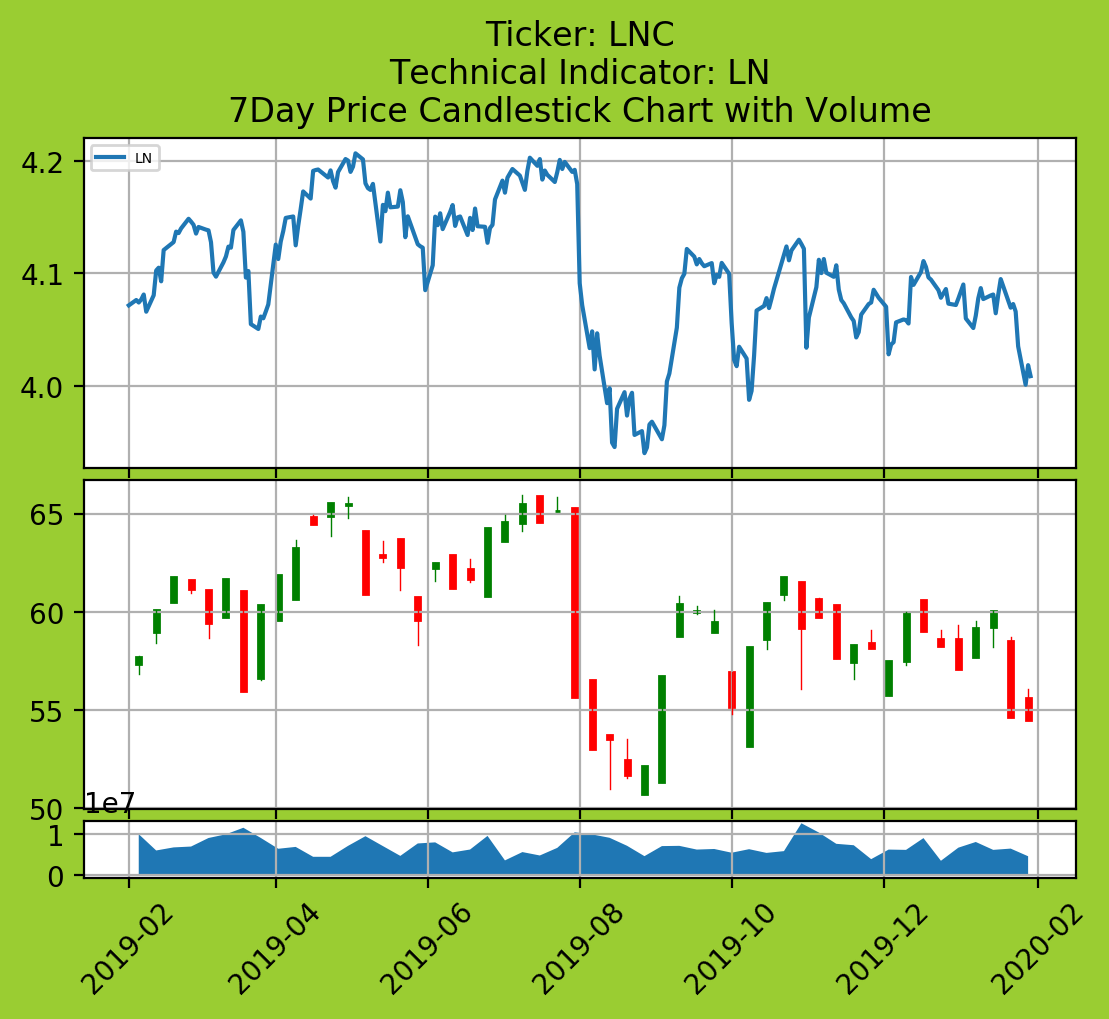 Ticker: LNC
Technical Indicator: LN
7Day Price Candlestick Chart with Volume
LN
4.2
4.1
4.0
65
60
55
50
1e7
1
0
2019-02 2019-04 2019-06 2019-08 2019-10 2019-12 2020-02